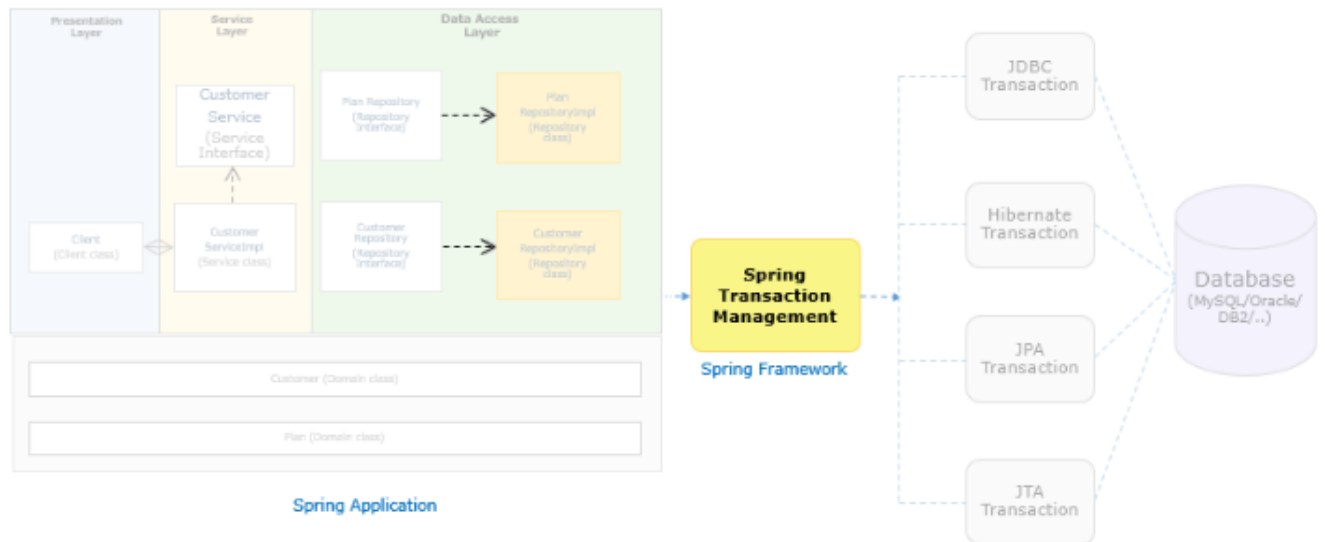 Presentation
Layer
Service
Layer
Data Access
Layer
Customer
Service
(Service
Interface)
Plan Repository
(Repository
Interface)
Plan
RepositoryImpl
(Repository
class)
Client
(Client class)
Customer
ServiceImpl
(Service class)
Customer
Repository
(Repository
Interface)
Customer
RepositoryImpl
(Repository
class)
Customer (Domain class)
Plan (Domain class)
Spring Application
Spring
Transaction
Management
Spring Framework
JDBC
Transaction
Hibernate
Transaction
JPA
Transaction
JTA
Transaction
Database
(MySQL/Oracle/
DB2/..)